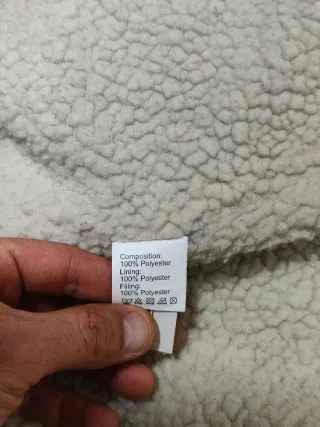 Composition:
100% Polyester
Lining:
100% Polyester
Filling:
100% Polyester